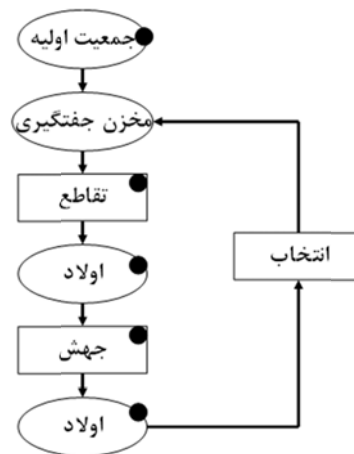 جمعیت اولیه
مخزن جفتگیری
تقاطع
اولاد
انتخاب
جهش
اولاد